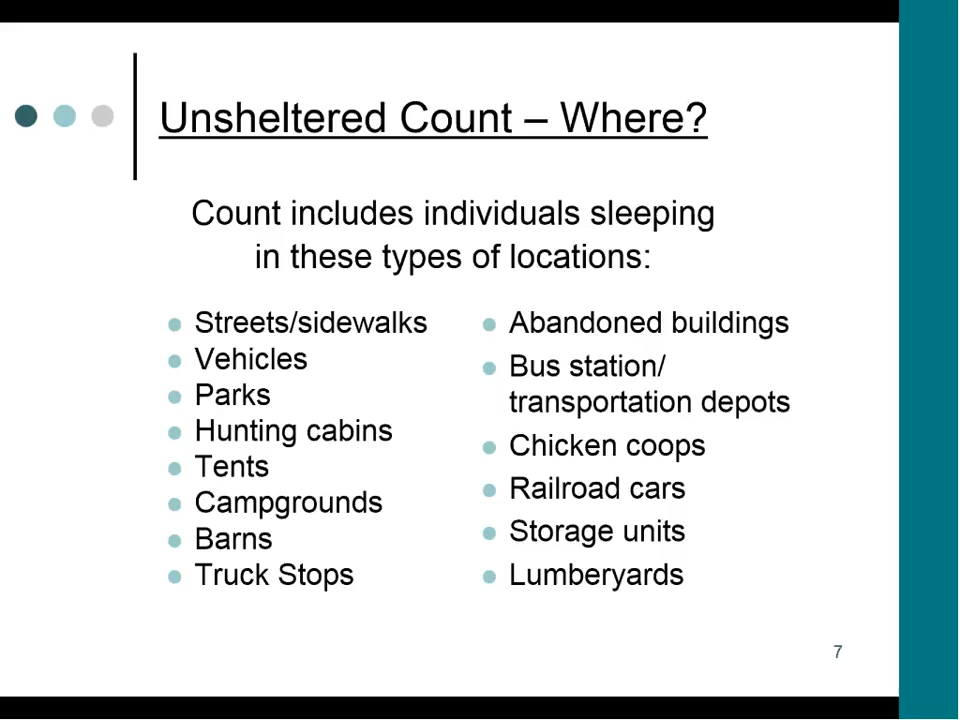 Unsheltered Count – Where?
Count includes individuals sleeping
in these types of locations:
Streets/sidewalks
Vehicles
Parks
Hunting cabins
Tents
Campgrounds
Barns
Truck Stops
Abandoned buildings
Bus station/
transportation depots
Chicken coops
Railroad cars
Storage units
Lumberyards
7